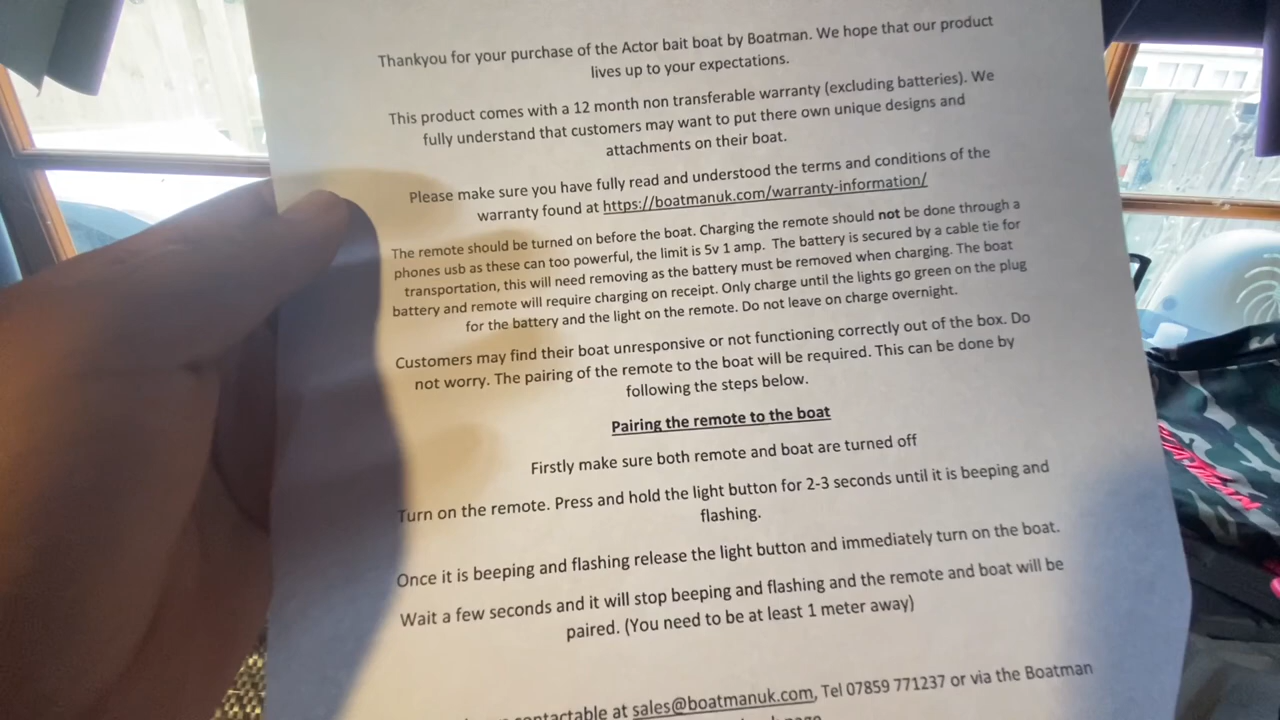 Thankyou for your purchase of the Actor bait boat by Boatman. We hope that our product
lives up to your expectations.
This product comes with a 12 month non transferable warranty (excluding batteries). We
fully understand that customers may want to put there own unique designs and
attachments on their boat.
Please make sure you have fully read and understood the terms and conditions of the
warranty found at https://boatmanuk.com/warranty-information/
The remote should be turned on before the boat. Charging the remote should not be done through a
phones usb as these can too powerful, the limit is 5v 1 amp. The battery is secured by a cable tie for
transportation, this will need removing as the battery must be removed when charging. The boat
battery and remote will require charging on receipt. Only charge until the lights go green on the plug
for the battery and the light on the remote. Do not leave on charge overnight.
Customers may find their boat unresponsive or not functioning correctly out of the box. Do
not worry. The pairing of the remote to the boat will be required. This can be done by
following the steps below.
Pairing the remote to the boat
Firstly make sure both remote and boat are turned off
Turn on the remote. Press and hold the light button for 2-3 seconds until it is beeping and
flashing.
Once it is beeping and flashing release the light button and immediately turn on the boat.
Wait a few seconds and it will stop beeping and flashing and the remote and boat will be
paired. (You need to be at least 1 meter away)
contactable at sales@boatmanuk.com, Tel 07859 771237 or via the Boatman